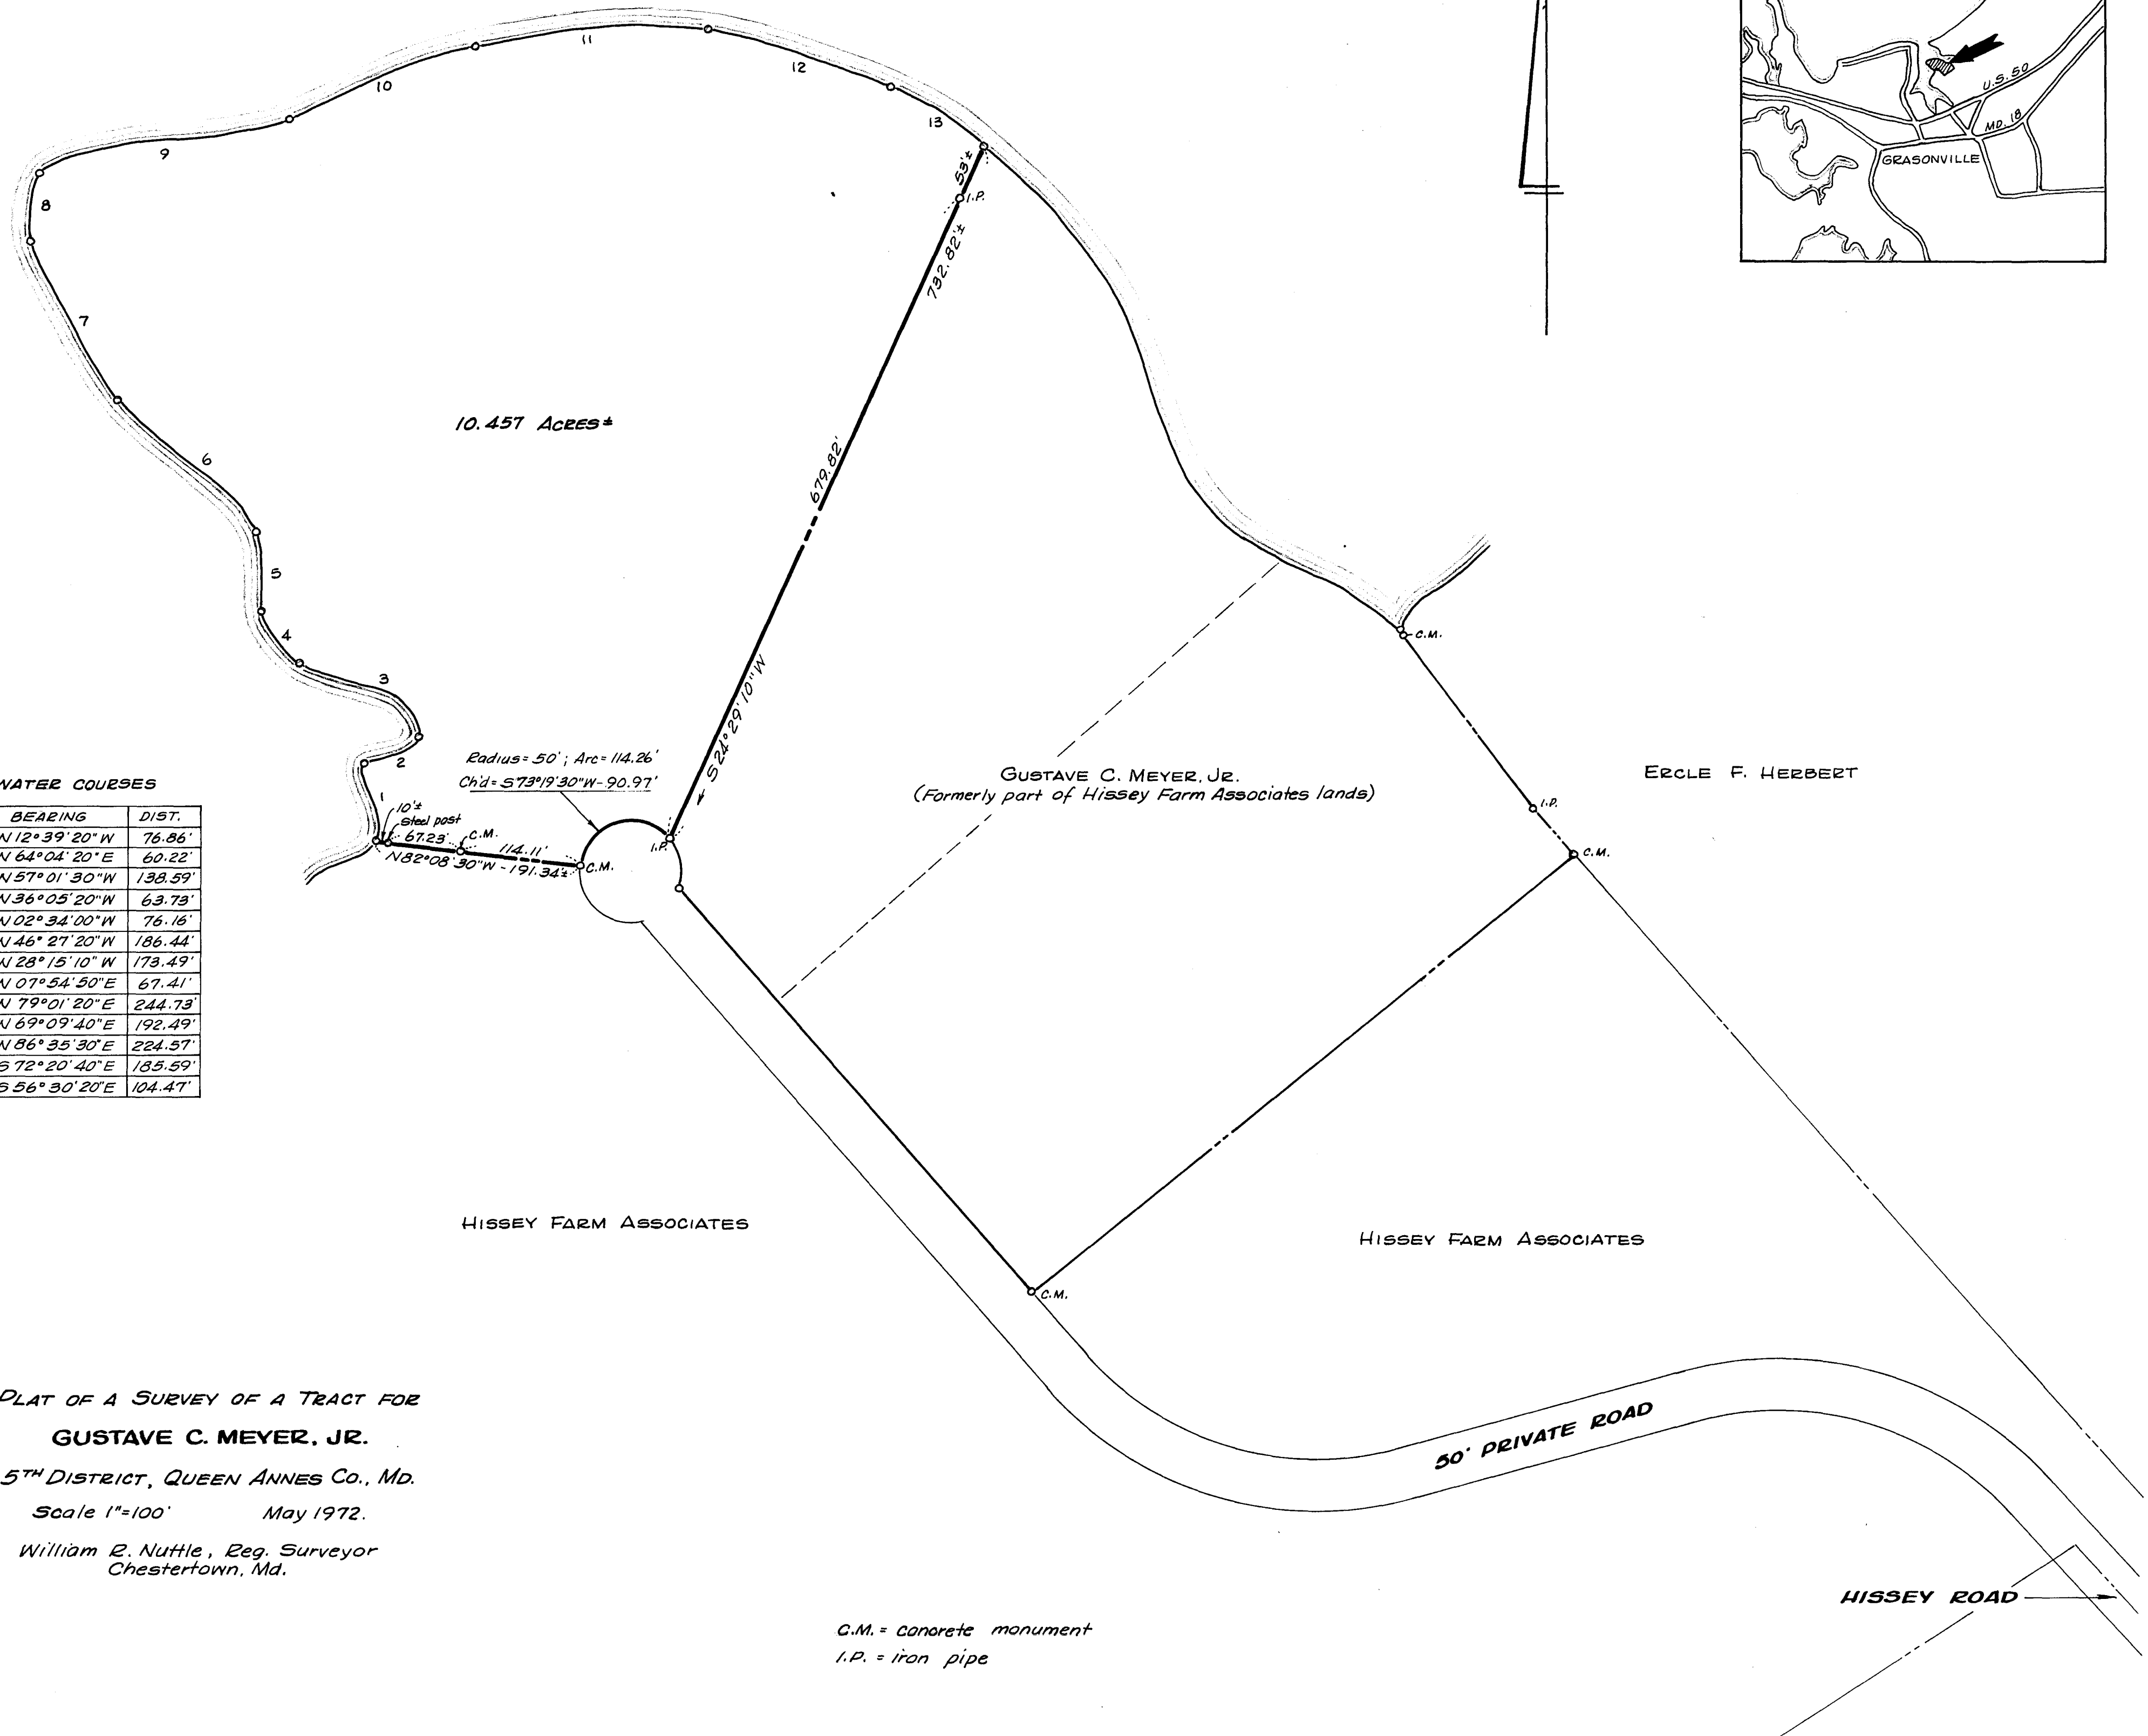 11
10
12
13
9
8
7
6
5
4
3
2
1
53'±
I.P.
732.82'±
679.82'
S24°29'10"W
10.457 ACRES±
U.S. 50
MD. 18
GRASONVILLE
C.M.
I.P.
C.M.
ERCLE F. HERBERT
GUSTAVE C. MEYER, JR.
(Formerly part of Hissey Farm Associates lands)
Radius=50'; Arc=114.26'
Ch'd=S73°19'30"W-90.97'
10'±
Steel post
67.23'
C.M.
114.11'
N82°08'30"W-191.34'±
C.M.
I.P.
WATER COURSES
BEARING DIST.
N12°39'20"W 76.86'
N64°04'20"E 60.22'
N57°01'30"W 138.59'
N36°05'20"W 63.73'
N02°34'00"W 76.16'
N46°27'20"W 186.44'
N28°15'10"W 173.49'
N07°54'50"E 67.41'
N79°01'20"E 244.73'
N69°09'40"E 192.49'
N86°35'30"E 224.57'
S72°20'40"E 185.59'
S56°30'20"E 104.47'
HISSEY FARM ASSOCIATES
HISSEY FARM ASSOCIATES
C.M.
50' PRIVATE ROAD
HISSEY ROAD
PLAT OF A SURVEY OF A TRACT FOR
GUSTAVE C. MEYER, JR.
5TH DISTRICT, QUEEN ANNES CO., MD.
Scale 1"=100' May 1972.
William R. Nuttle, Reg. Surveyor
Chestertown, Md.
C.M. = concrete monument
I.P. = iron pipe